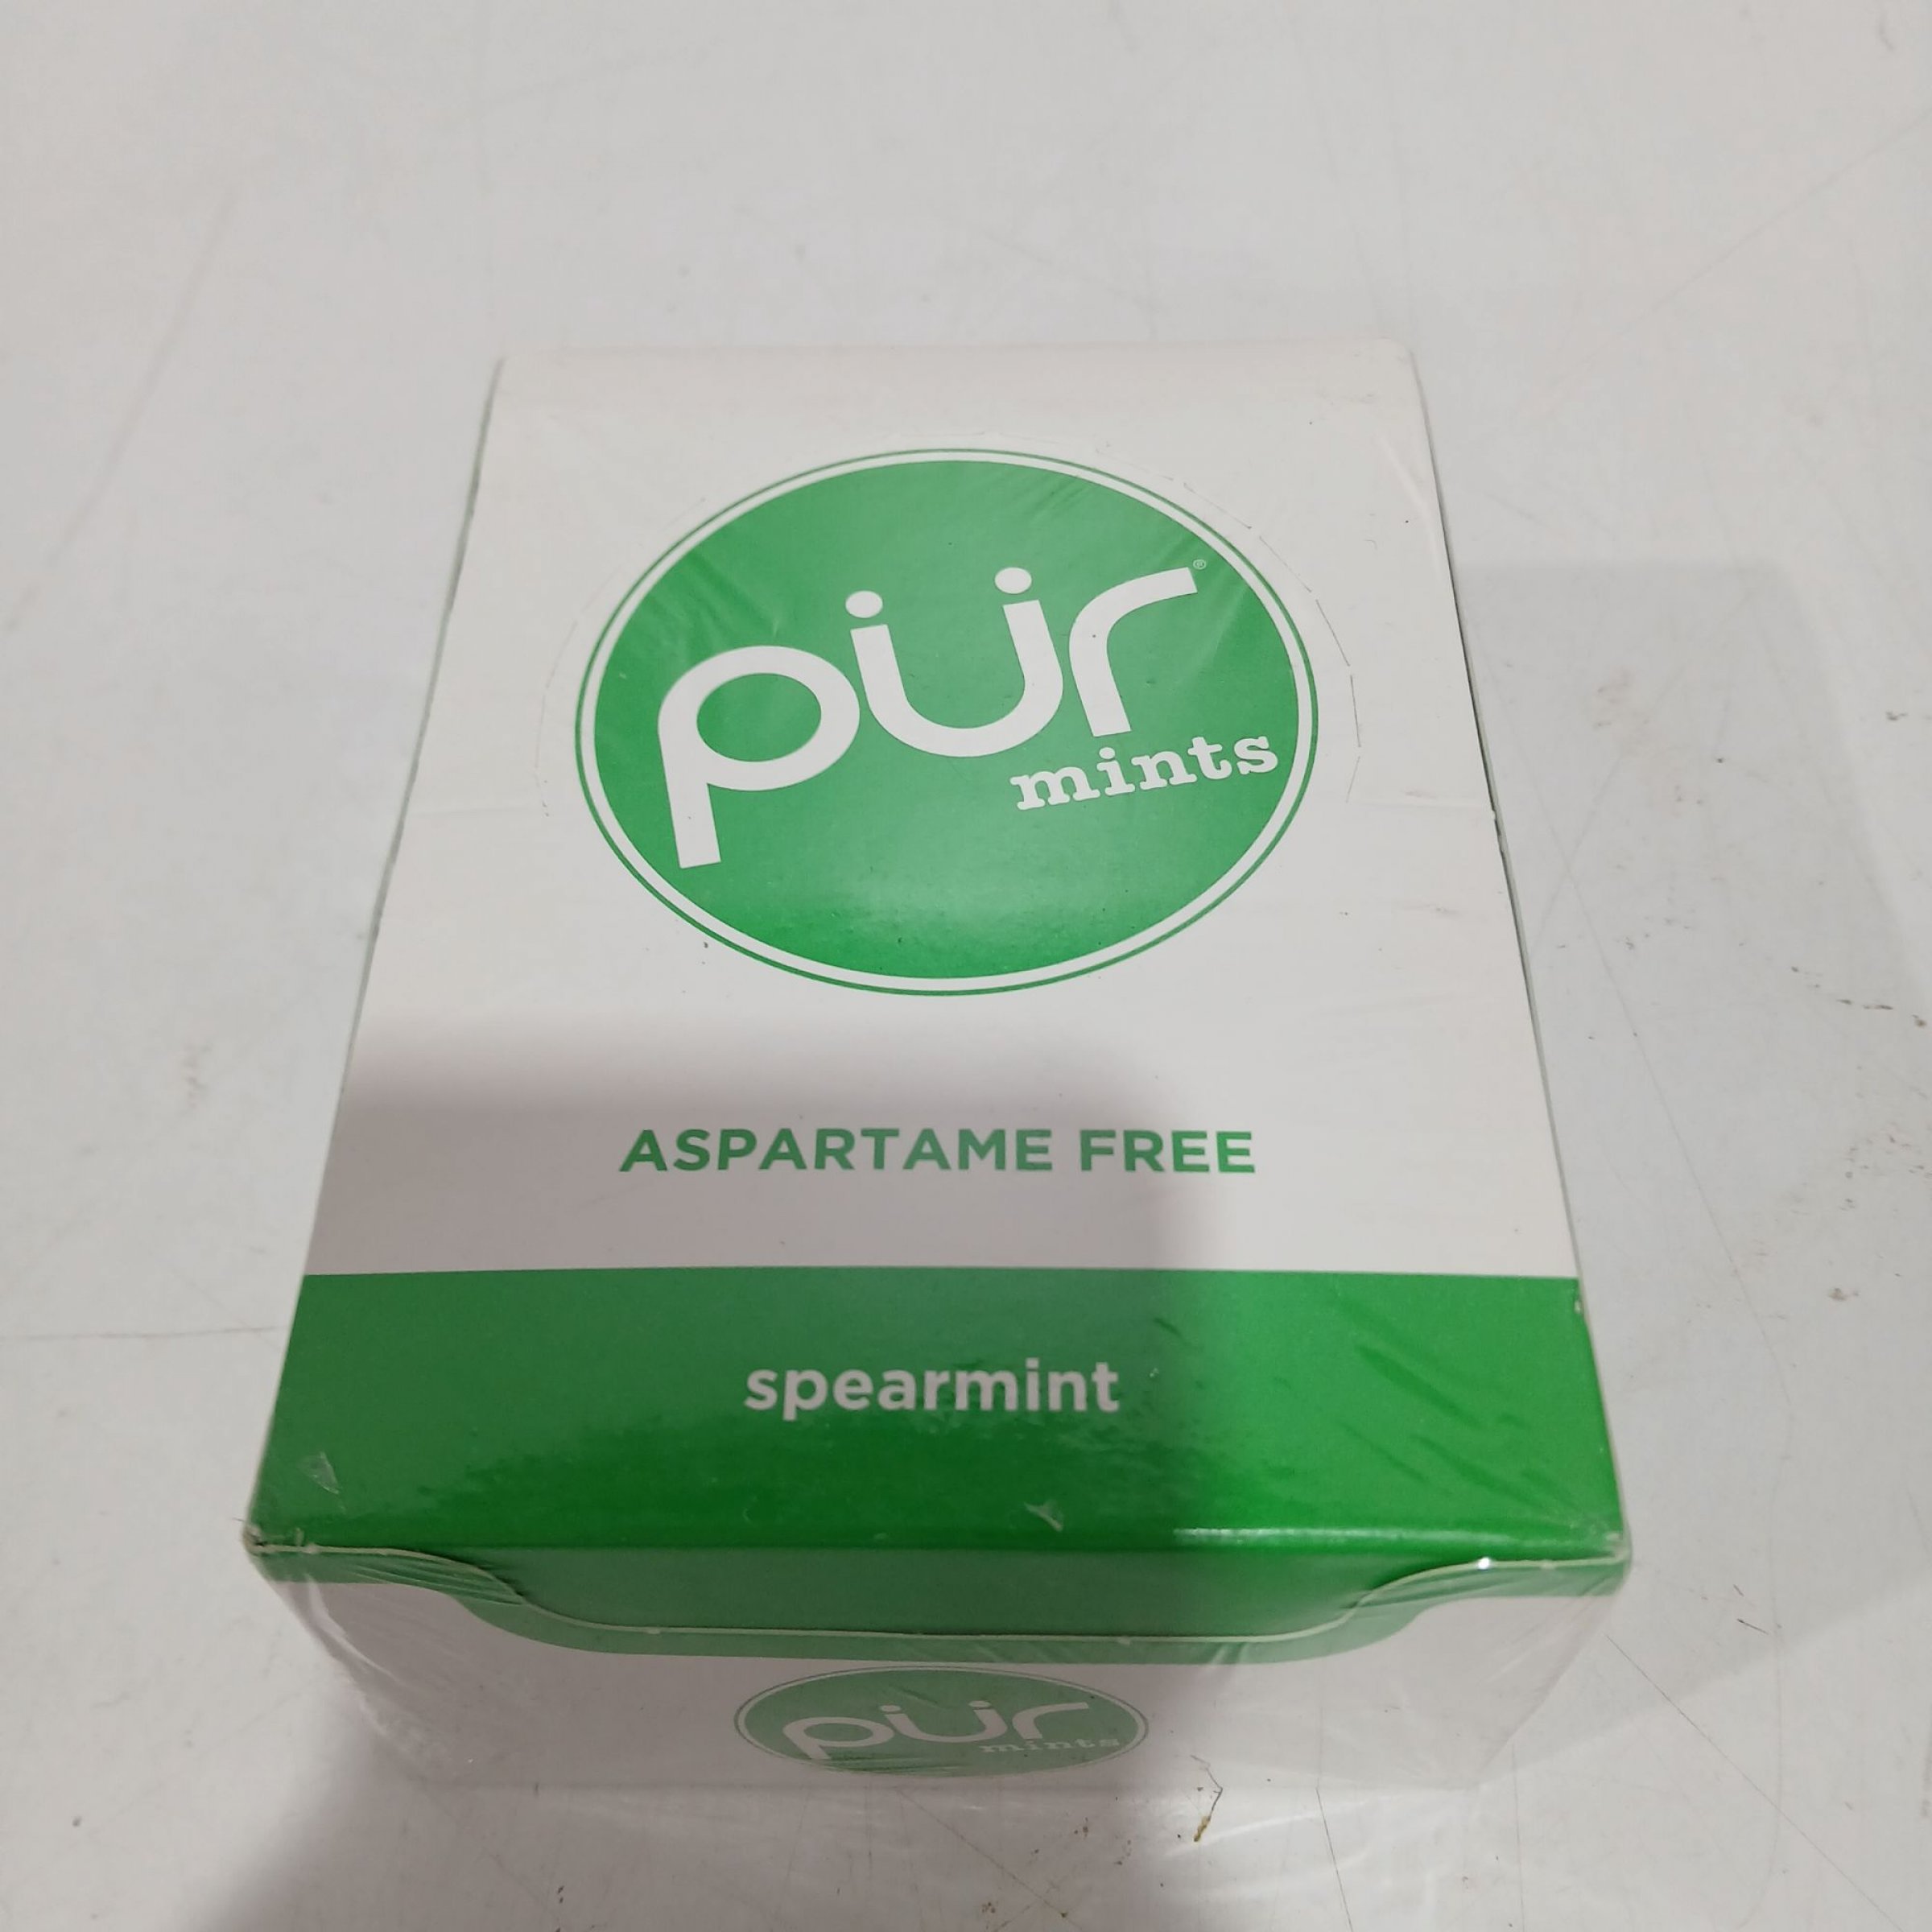 pür®
mints
ASPARTAME FREE
spearmint
pür
mints